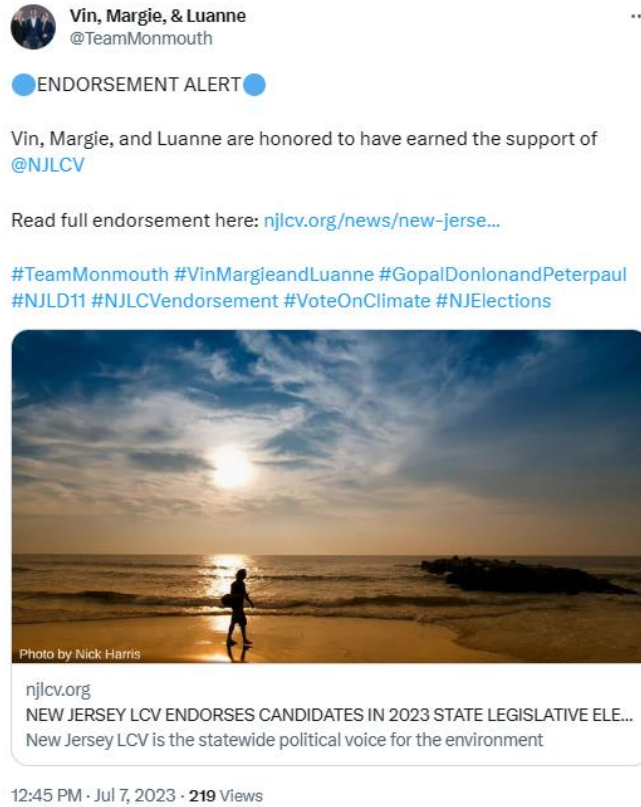 Vin, Margie, & Luanne
@TeamMonmouth
🔵ENDORSEMENT ALERT🔵
Vin, Margie, and Luanne are honored to have earned the support of
@NJLCV
Read full endorsement here: njlcv.org/news/new-jerse...
#TeamMonmouth #VinMargieandLuanne #GopalDonlonandPeterpaul
#NJLD11 #NJLCVendorsement #VoteOnClimate #NJElections
Photo by Nick Harris
njlcv.org
NEW JERSEY LCV ENDORSES CANDIDATES IN 2023 STATE LEGISLATIVE ELE...
New Jersey LCV is the statewide political voice for the environment
12:45 PM · Jul 7, 2023 · 219 Views